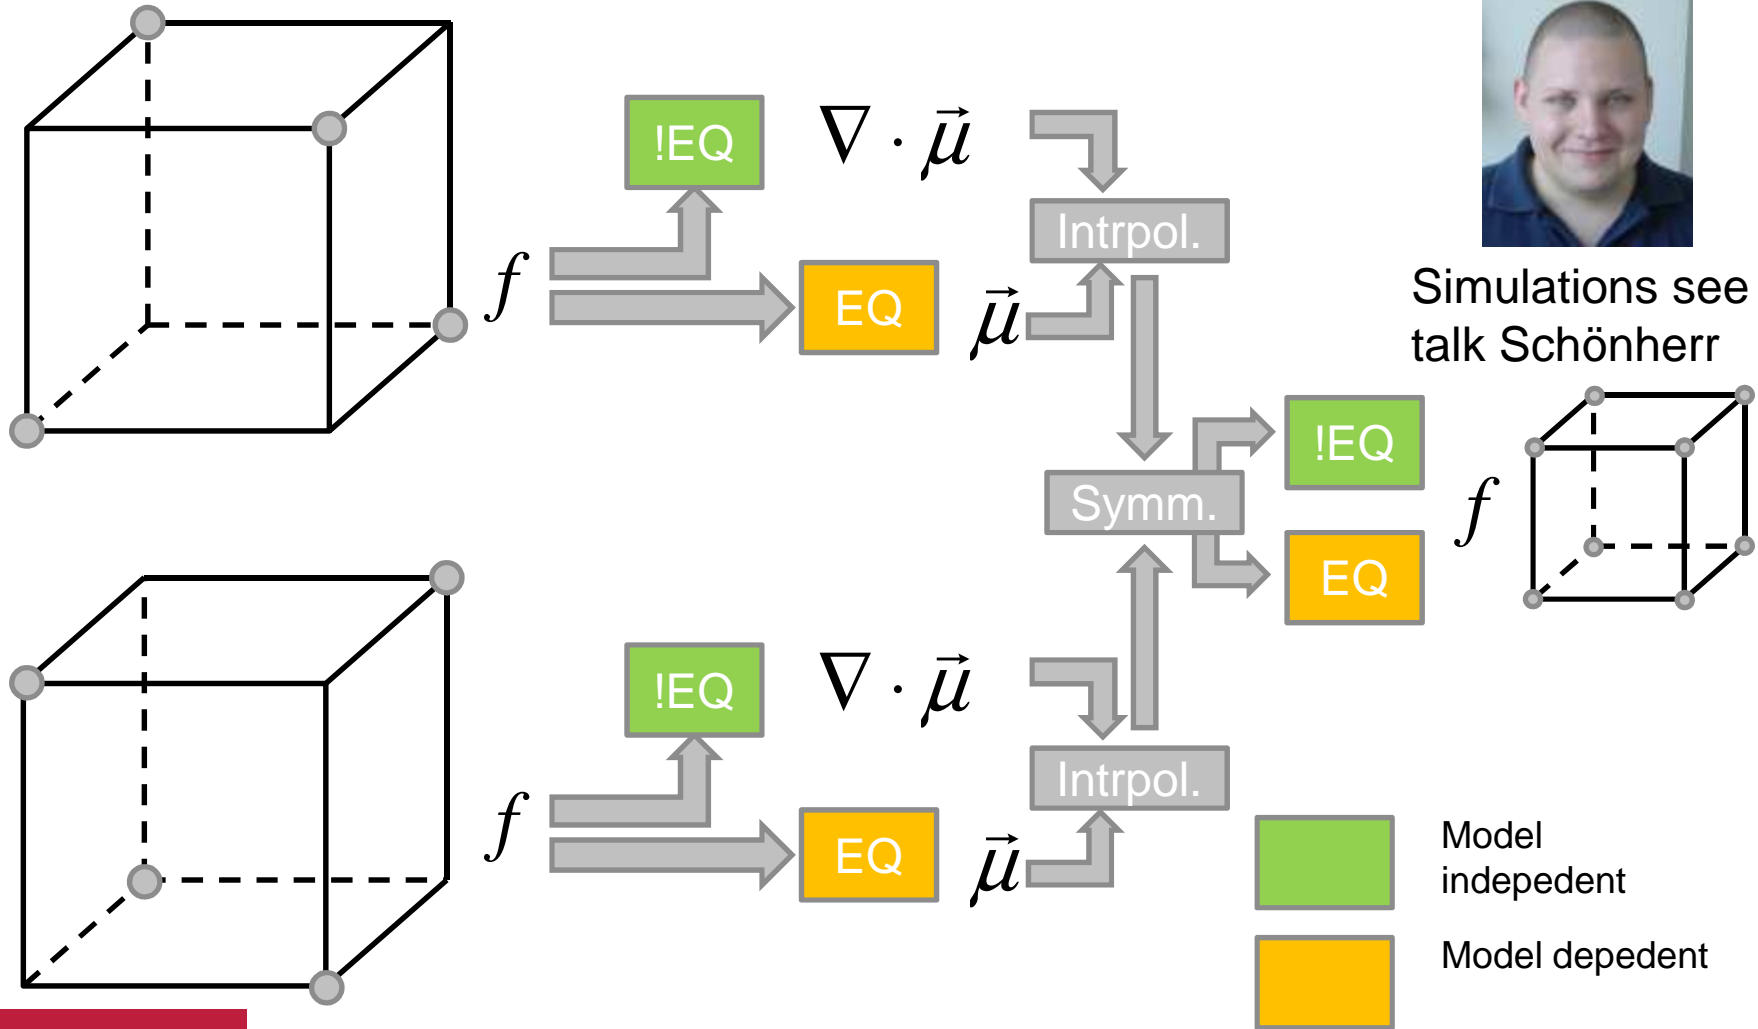 !EQ
∇ · μ⃗
Intrpol.
f
EQ
μ⃗
Simulations see
talk Schönherr
!EQ
Symm.
f
EQ
!EQ
∇ · μ⃗
Intrpol.
f
EQ
μ⃗
Model
indepedent
Model depedent